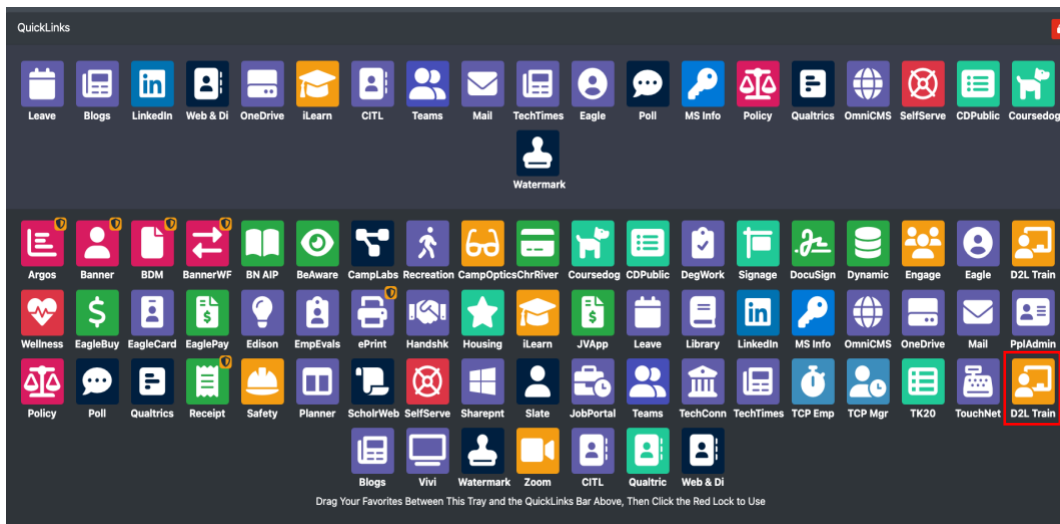 QuickLinks
Leave Blogs LinkedIn Web & Di OneDrive iLearn CITL Teams Mail TechTimes Eagle Poll MS Info Policy Qualtrics OmniCMS SelfServe CDPublic Coursedog
Watermark
Argos Banner BDM BannerWF BN AIP BeAware CampLabs Recreation CampOptics ChrRiver Coursedog CDPublic DegWork Signage DocuSign Dynamic Engage Eagle D2L Train
Wellness EagleBuy EagleCard EaglePay Edison EmpEvals ePrint Handshk Housing iLearn JVApp Leave Library LinkedIn MS Info OmniCMS OneDrive Mail PplAdmin
Policy Poll Qualtrics Receipt Safety Planner ScholrWeb SelfServe Sharepnt Slate JobPortal Teams TechConn TechTimes TCP Emp TCP Mgr TK20 TouchNet D2L Train
Blogs Vivi Watermark Zoom CITL Qualtric Web & Di
Drag Your Favorites Between This Tray and the QuickLinks Bar Above, Then Click the Red Lock to Use